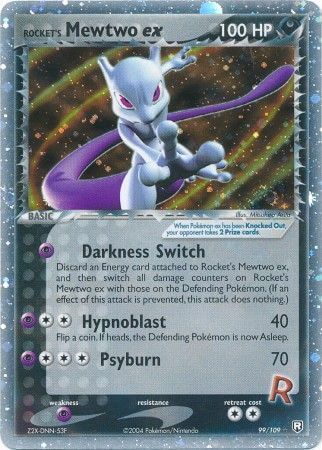 ROCKET'S Mewtwo ex 100 HP
BASIC
Illus. Mitsuhiro Arita
When Pokémon-ex has been Knocked Out,
your opponent takes 2 Prize cards.
Darkness Switch
Discard an Energy card attached to Rocket's Mewtwo ex,
and then switch all damage counters on Rocket's
Mewtwo ex with those on the Defending Pokémon. (If an
effect of this attack is prevented, this attack does nothing.)
Hypnoblast 40
Flip a coin. If heads, the Defending Pokémon is now Asleep.
Psyburn 70
R
weakness resistance retreat cost
Z2X-DNN-53F ©2004 Pokémon/Nintendo 99/109 R